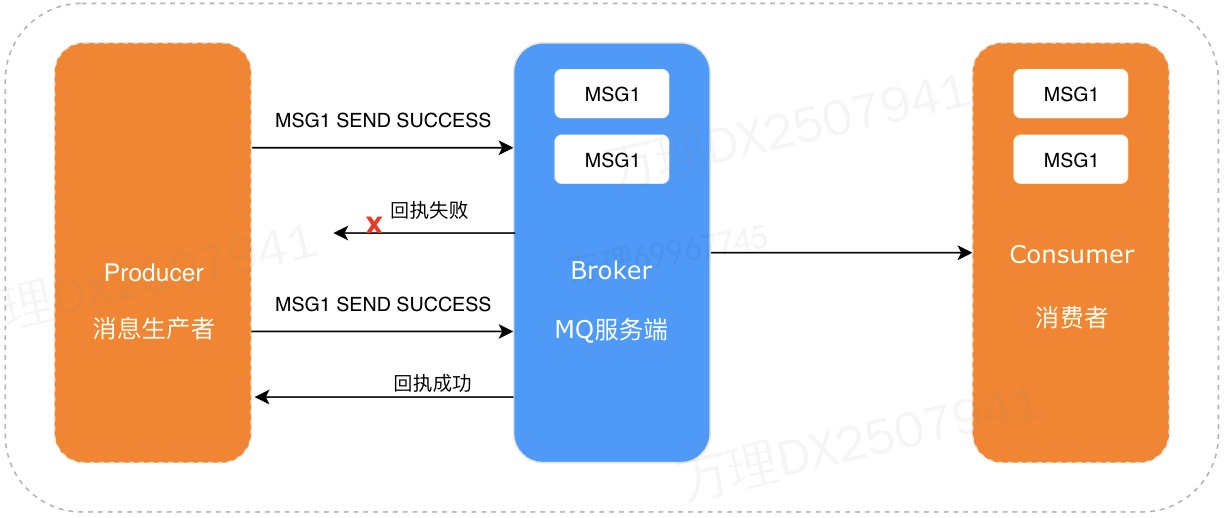 MSG1
MSG1
MSG1 SEND SUCCESS
MSG1
MSG1
回执失败
X
Producer
消息生产者
Broker
MQ服务端
Consumer
消费者
MSG1 SEND SUCCESS
回执成功
万理DX2507941
万理69967745
理DX2507941
万理DX2507941